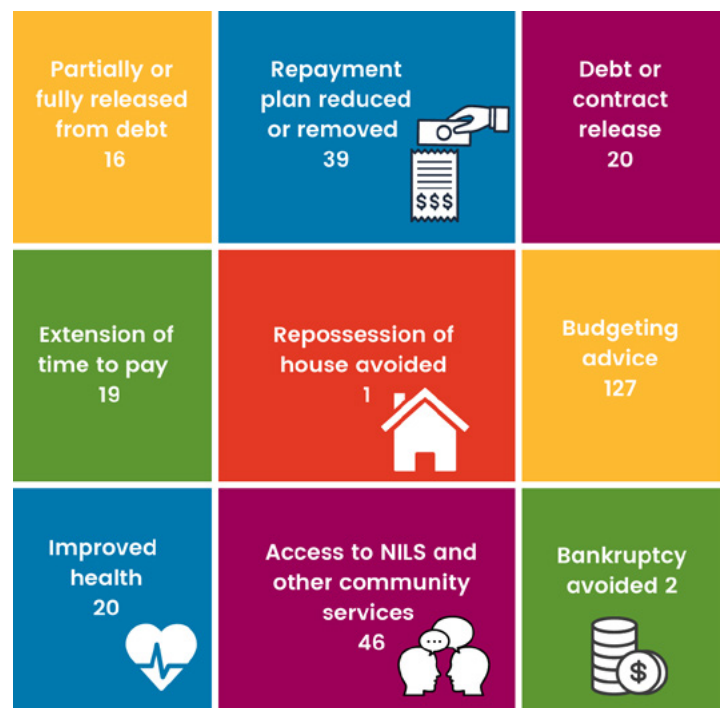 Partially or
fully released
from debt
16
Repayment
plan reduced
or removed
39
$$$
Debt or
contract
release
20
Extension of
time to pay
19
Repossession of
house avoided
1
Budgeting
advice
127
Improved
health
20
Access to NILS and
other community
services
46
Bankruptcy
avoided 2
$